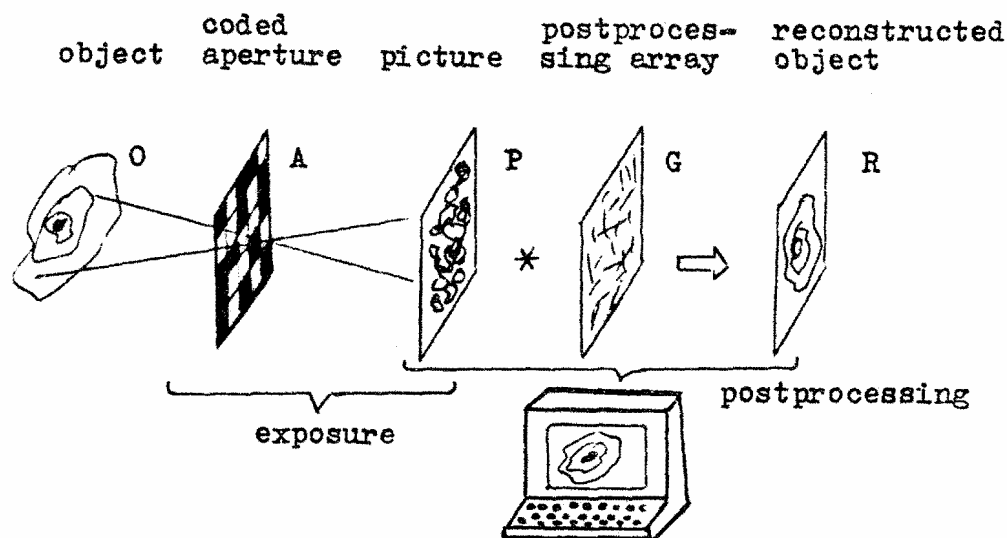 object
coded
aperture
picture
postproces-
sing array
reconstructed
object
O
A
P
G
R
*
exposure
postprocessing